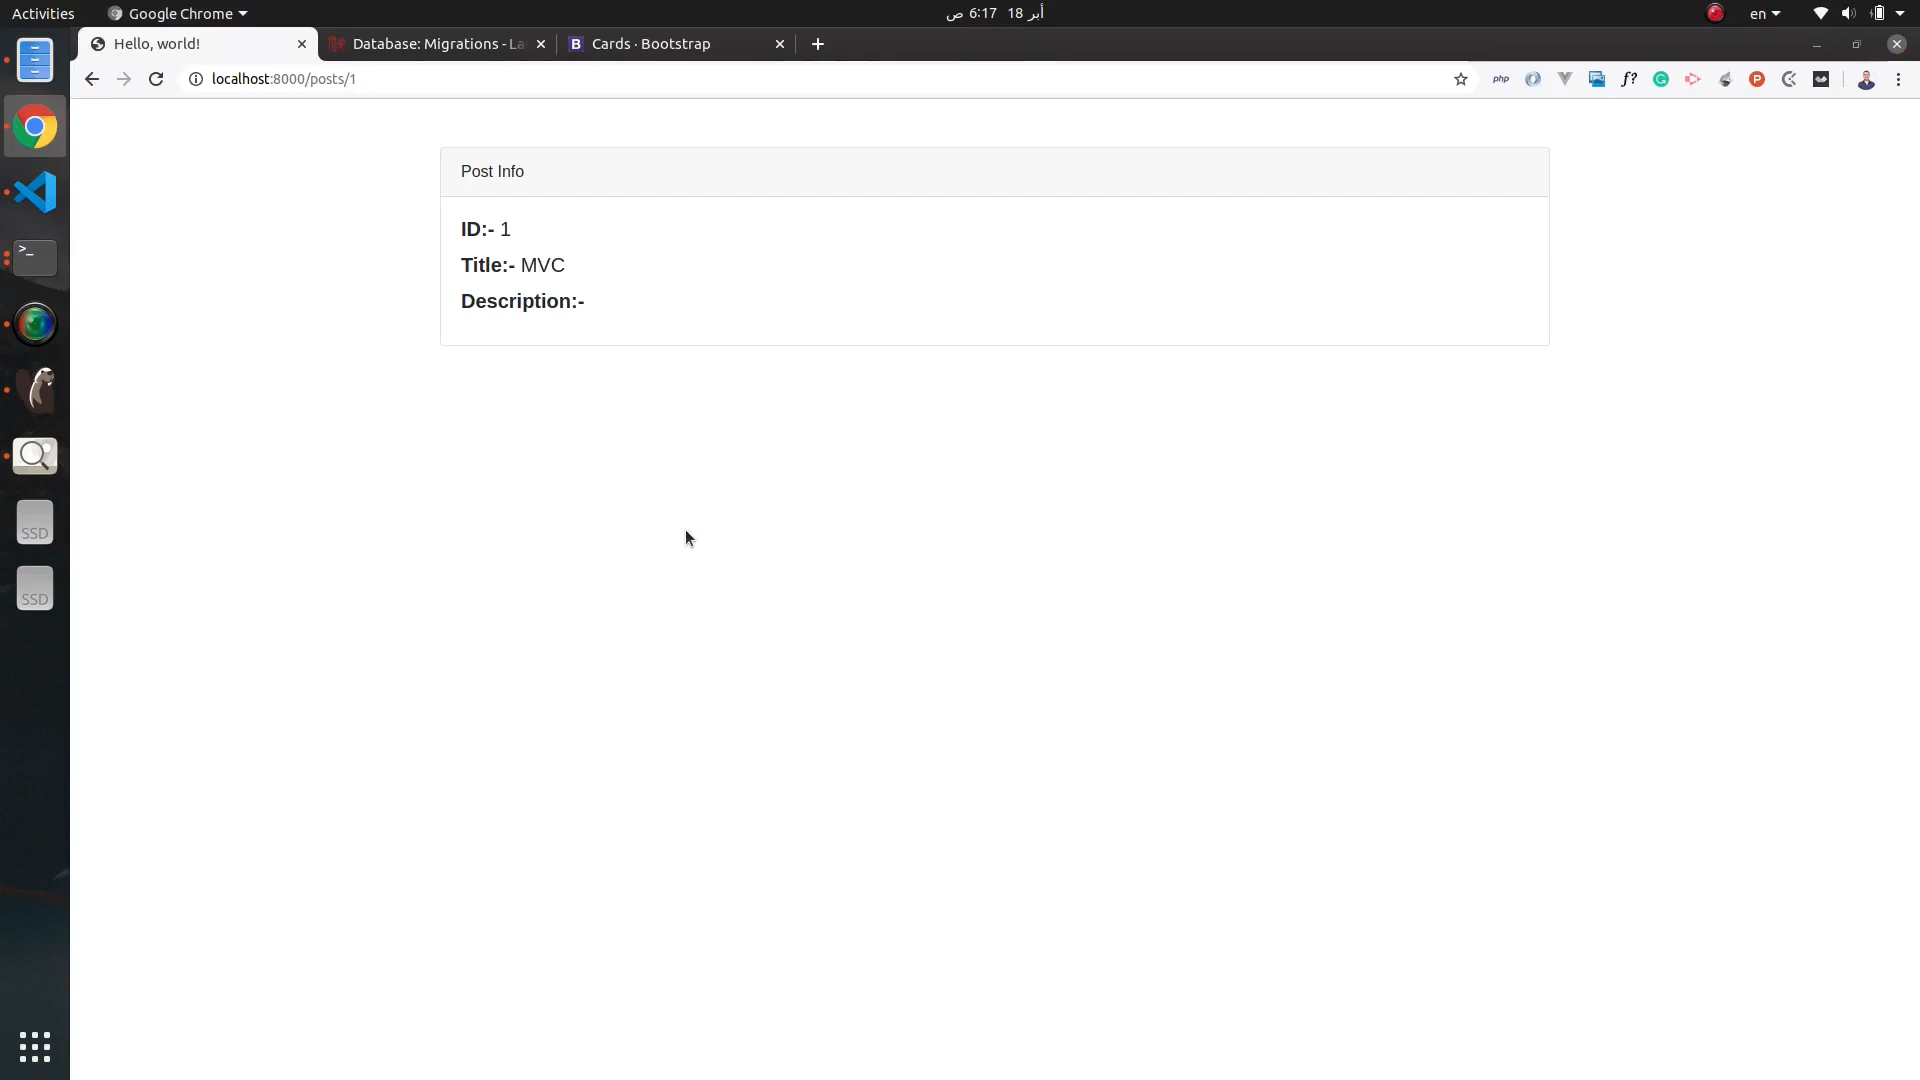 Activities
Google Chrome
أبر 18 6:17 ص
en
Hello, world!
Database: Migrations - La
B Cards · Bootstrap
localhost:8000/posts/1
php
f?
G
P
Post Info
ID:- 1
Title:- MVC
Description:-
>_
SSD
SSD